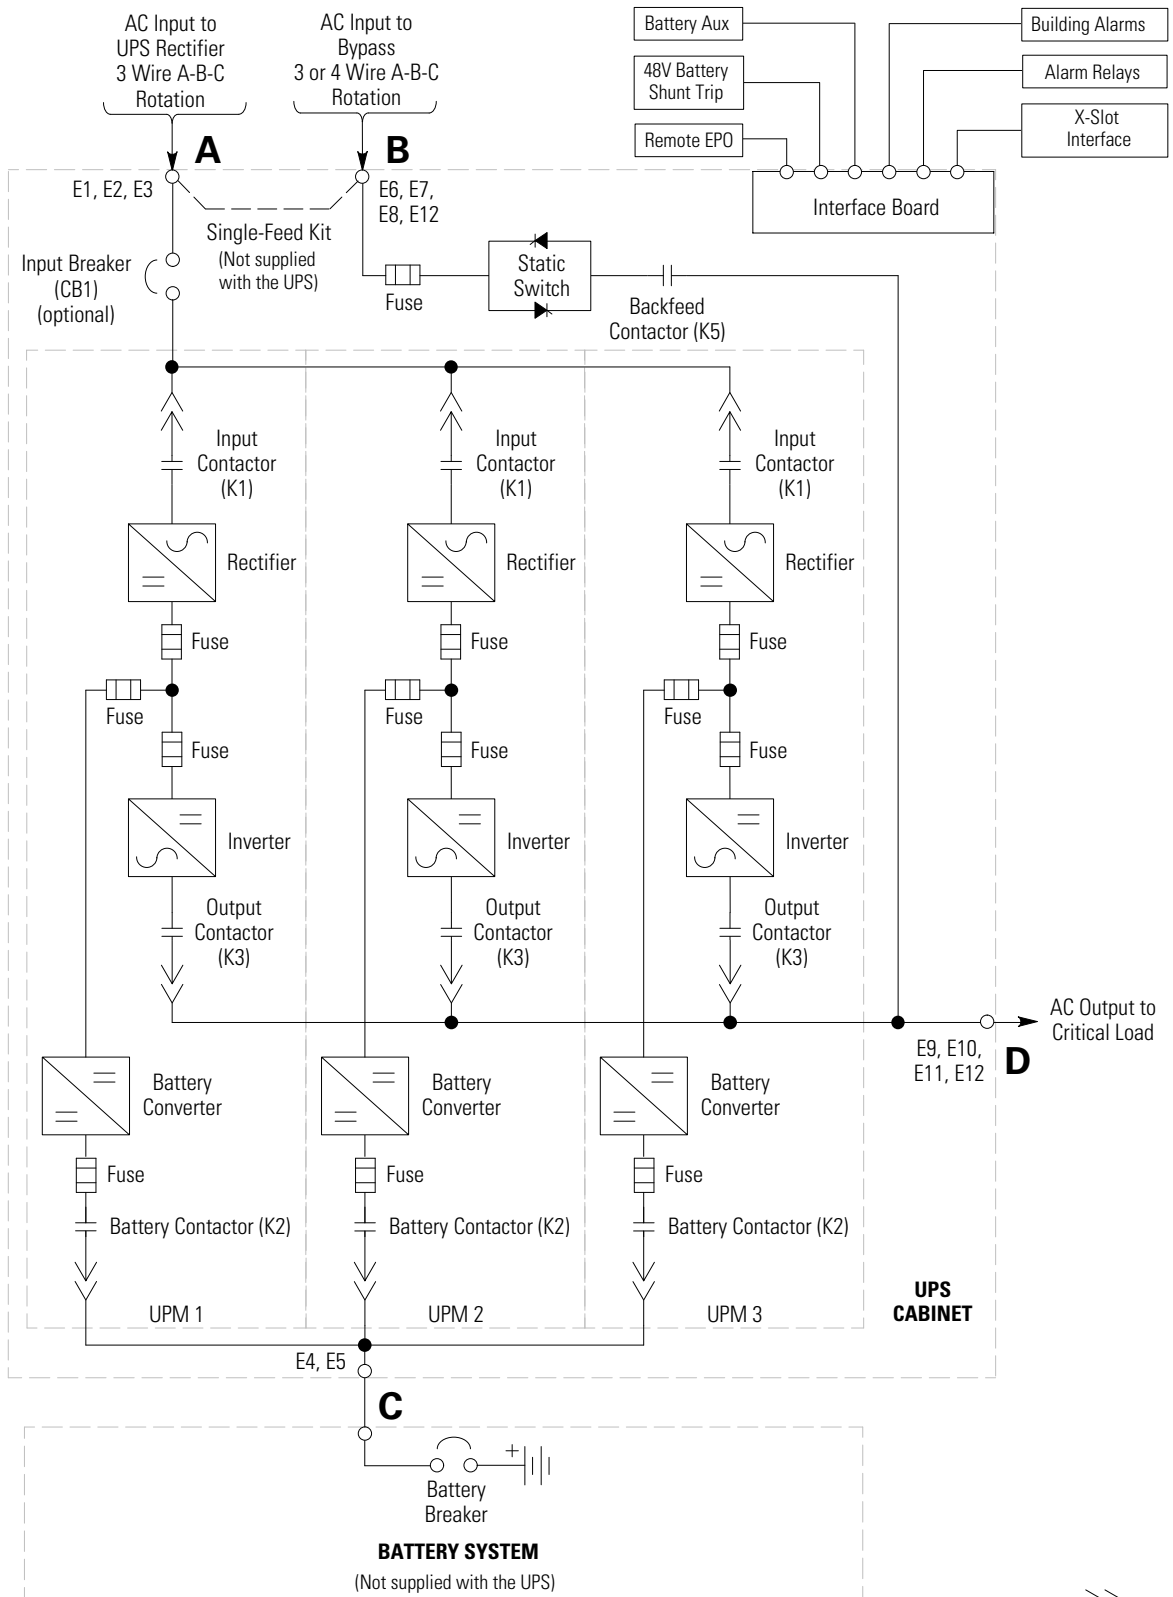 AC Input to
UPS Rectifier
3 Wire A-B-C
Rotation
AC Input to
Bypass
3 or 4 Wire A-B-C
Rotation
Battery Aux
48V Battery
Shunt Trip
Remote EPO
Building Alarms
Alarm Relays
X-Slot
Interface
Interface Board
A
B
E1, E2, E3
E6, E7,
E8, E12
Single-Feed Kit
(Not supplied
with the UPS)
Input Breaker
(CB1)
(optional)
Fuse
Static
Switch
Backfeed
Contactor (K5)
Input
Contactor
(K1)
Input
Contactor
(K1)
Input
Contactor
(K1)
Rectifier
Rectifier
Rectifier
Fuse
Fuse
Fuse
Fuse
Fuse
Fuse
Fuse
Fuse
Fuse
Inverter
Inverter
Inverter
Output
Contactor
(K3)
Output
Contactor
(K3)
Output
Contactor
(K3)
AC Output to
Critical Load
E9, E10,
E11, E12
D
Battery
Converter
Battery
Converter
Battery
Converter
Fuse
Fuse
Fuse
Battery Contactor (K2)
Battery Contactor (K2)
Battery Contactor (K2)
UPM 1
UPM 2
UPM 3
UPS
CABINET
E4, E5
C
+
Battery
Breaker
BATTERY SYSTEM
(Not supplied with the UPS)